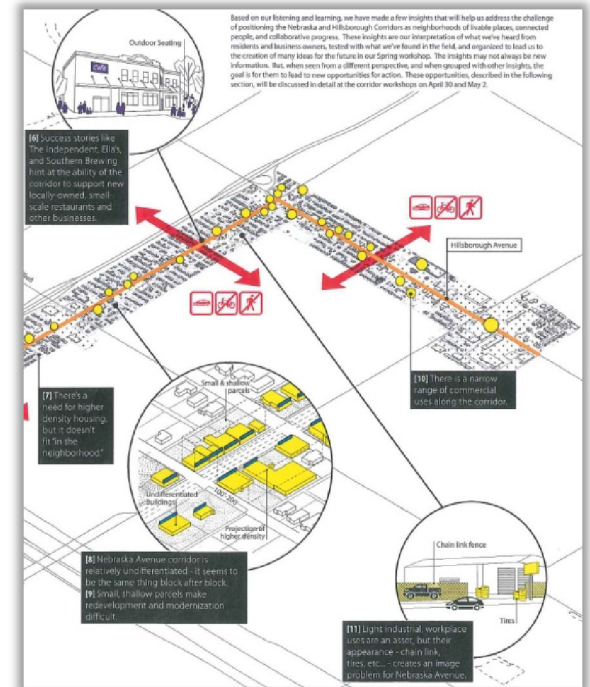 Based on our listening and learning, we have made a few insights that will help us address the challenge
of positioning the Nebraska and Hillsborough Corridors as neighborhoods of livable places, connected
people, and collaborative progress. These insights are our interpretation of what we've heard from
residents and business owners, tested with what we've found in the field, and organized to lead us to
the creation of many ideas for the future in our Spring workshop. The insights may not always be new
information. But, when seen from a different perspective, and when grouped with other insights, the
goal is for them to lead to new opportunities for action. These opportunities, described in the following
section, will be discussed in detail at the corridor workshops on April 30 and May 2.
Outdoor Seating
Cafe
[6] Success stories like
The Independent, Ella's,
and Southern Brewing
hint at the ability of the
corridor to support new
locally-owned, small-
scale restaurants and
other businesses.
Hillsborough Avenue
[7] There's a
need for higher
density housing,
but it doesn't
fit "in the
neighborhood."
[10] There is a narrow
range of commercial
uses along the corridor.
Small & shallow
parcels
Undifferentiated
Buildings
100'-200'
Projection of
higher density
[8] Nebraska Avenue corridor is
relatively undifferentiated - it seems to
be the same thing block after block.
[9] Small, shallow parcels make
redevelopment and modernization
difficult.
Chain link fence
Tires
[11] Light industrial, workplace
uses are an asset, but their
appearance - chain link,
tires, etc... - creates an image
problem for Nebraska Avenue.